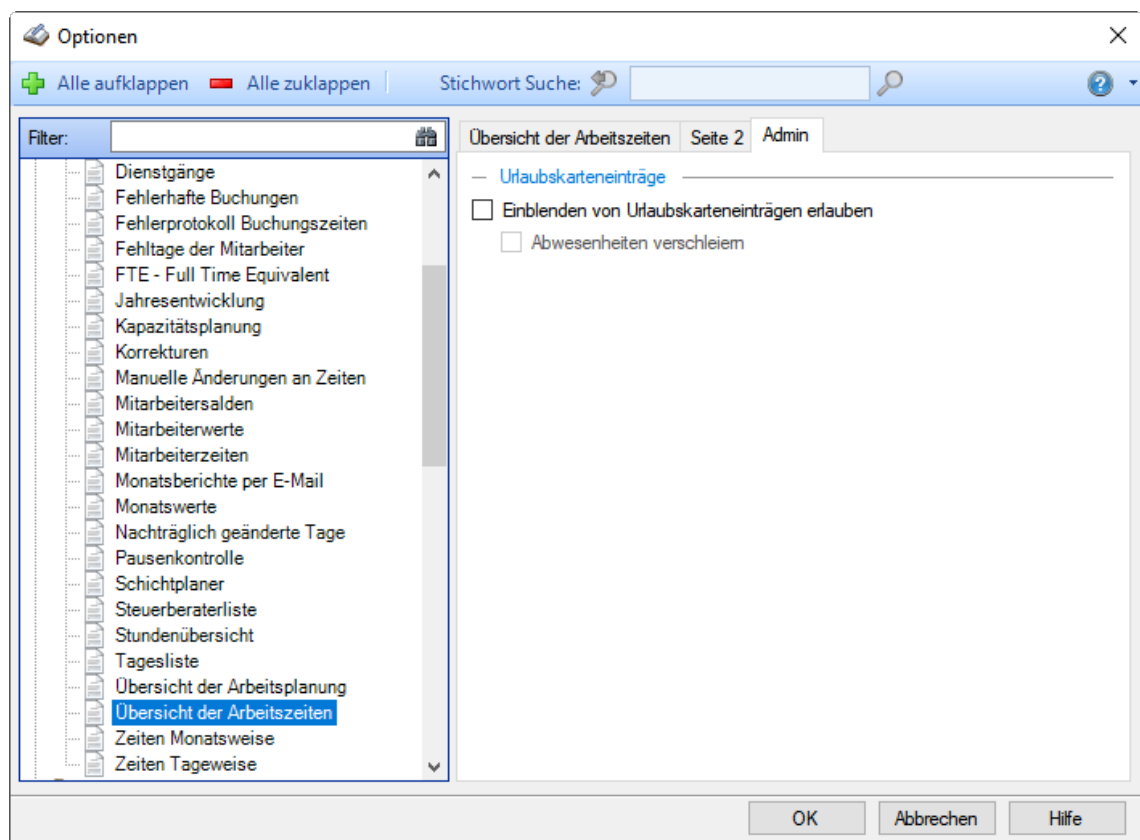 Optionen
Alle aufklappen Alle zuklappen Stichwort Suche:
Filter:
Dienstgänge
Fehlerhafte Buchungen
Fehlerprotokoll Buchungszeiten
Fehltage der Mitarbeiter
FTE - Full Time Equivalent
Jahresentwicklung
Kapazitätsplanung
Korrekturen
Manuelle Änderungen an Zeiten
Mitarbeitersalden
Mitarbeiterwerte
Mitarbeiterzeiten
Monatsberichte per E-Mail
Monatswerte
Nachträglich geänderte Tage
Pausenkontrolle
Schichtplaner
Steuerberaterliste
Stundenübersicht
Tagesliste
Übersicht der Arbeitsplanung
Übersicht der Arbeitszeiten
Zeiten Monatsweise
Zeiten Tageweise
Übersicht der Arbeitszeiten Seite 2 Admin
Urlaubskarteneinträge
Einblenden von Urlaubskarteneinträgen erlauben
Abwesenheiten verschleiern
OK Abbrechen Hilfe